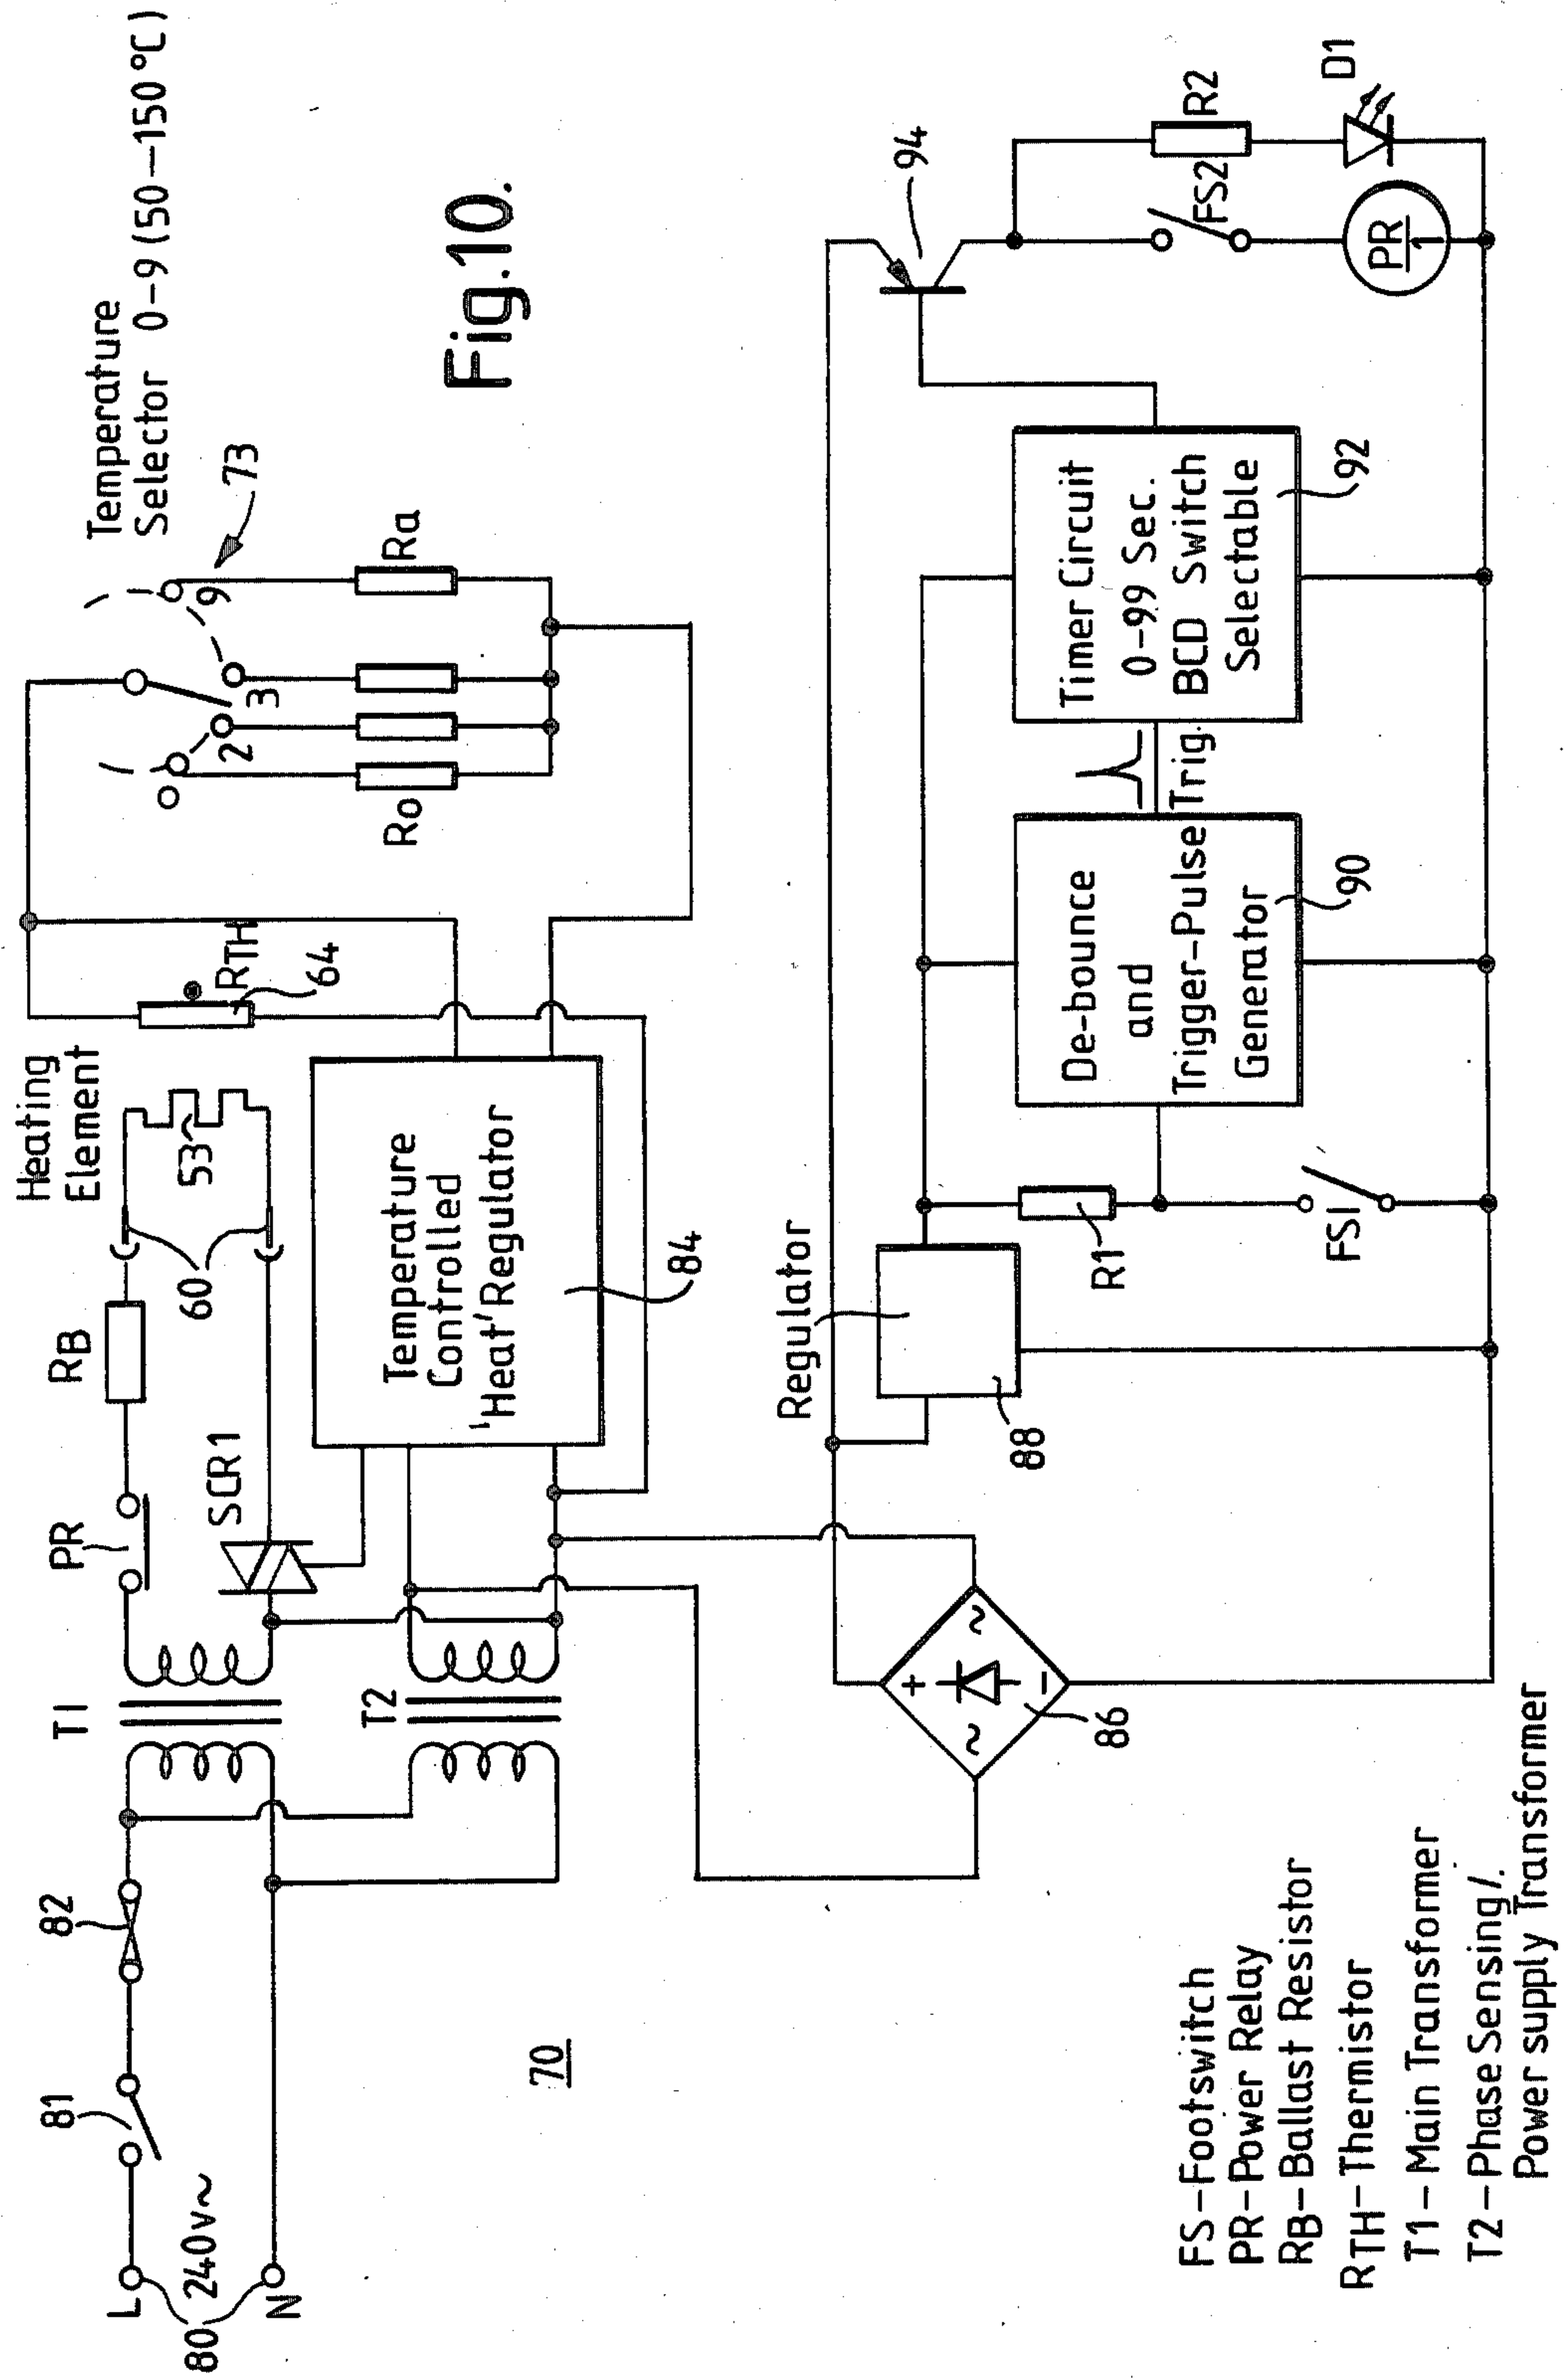 Fig.10.
Temperature
Selector 0-9 (50-150°C)
73
Heating
Element
T1
PR
RB
60
53
SCR1
RTH
64
9
3
2
0
Ro
Ra
81
82
L
80
240v~
N
T2
Temperature
Controlled
'Heat' Regulator
84
70
Regulator
88
86
+
~
~
-
R1
FS1
De-bounce
and
Trigger-Pulse
Generator
90
Trig.
Timer Circuit
0-99 Sec.
BCD Switch
Selectable
92
94
FS2
R2
PR
1
D1
FS-Footswitch
PR-Power Relay
RB-Ballast Resistor
RTH-Thermistor
T1-Main Transformer
T2-Phase Sensing/.
Power supply Transformer